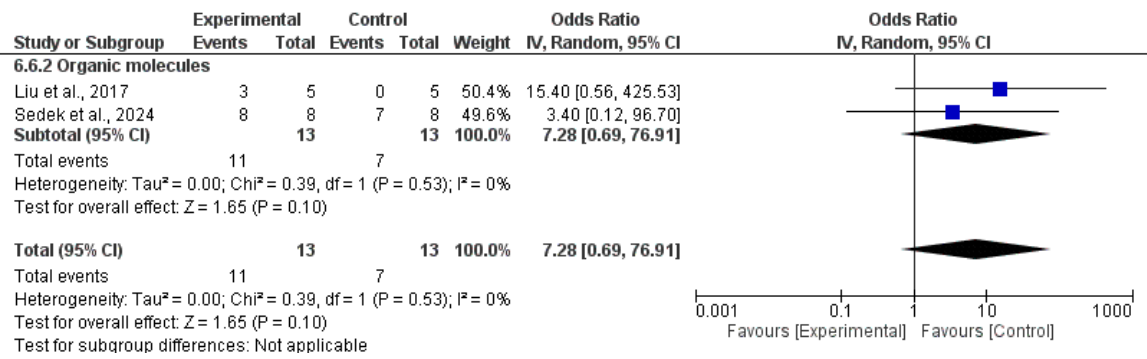 Experimental Control Odds Ratio Odds Ratio
Study or Subgroup Events Total Events Total Weight IV, Random, 95% CI IV, Random, 95% CI
6.6.2 Organic molecules
Liu et al., 2017 3 5 0 5 50.4% 15.40 [0.56, 425.53]
Sedek et al., 2024 8 8 7 8 49.6% 3.40 [0.12, 96.70]
Subtotal (95% CI) 13 13 100.0% 7.28 [0.69, 76.91]
Total events 11 7
Heterogeneity: Tau² = 0.00; Chi² = 0.39, df = 1 (P = 0.53); I² = 0%
Test for overall effect: Z = 1.65 (P = 0.10)
Total (95% CI) 13 13 100.0% 7.28 [0.69, 76.91]
Total events 11 7
Heterogeneity: Tau² = 0.00; Chi² = 0.39, df = 1 (P = 0.53); I² = 0%
Test for overall effect: Z = 1.65 (P = 0.10)
Test for subgroup differences: Not applicable
0.001 0.1 1 10 1000
Favours [Experimental] Favours [Control]